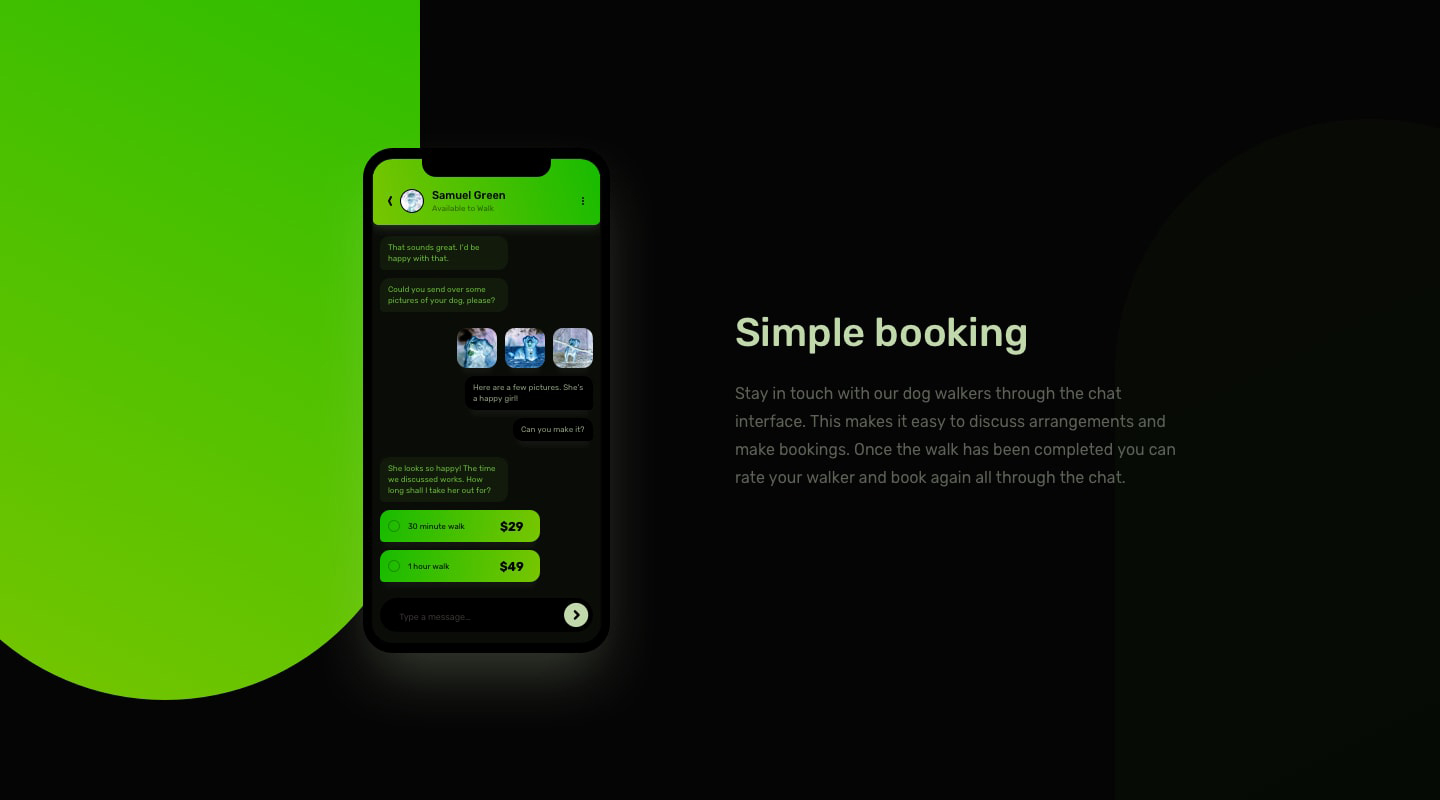 Samuel Green
Available to Walk
That sounds great. I'd be
happy with that.
Could you send over some
pictures of your dog, please?
Here are a few pictures. She's
a happy girl!
Can you make it?
She looks so happy! The time
we discussed works. How
long shall I take her out for?
30 minute walk $29
1 hour walk $49
Type a message…
Simple booking
Stay in touch with our dog walkers through the chat
interface. This makes it easy to discuss arrangements and
make bookings. Once the walk has been completed you can
rate your walker and book again all through the chat.